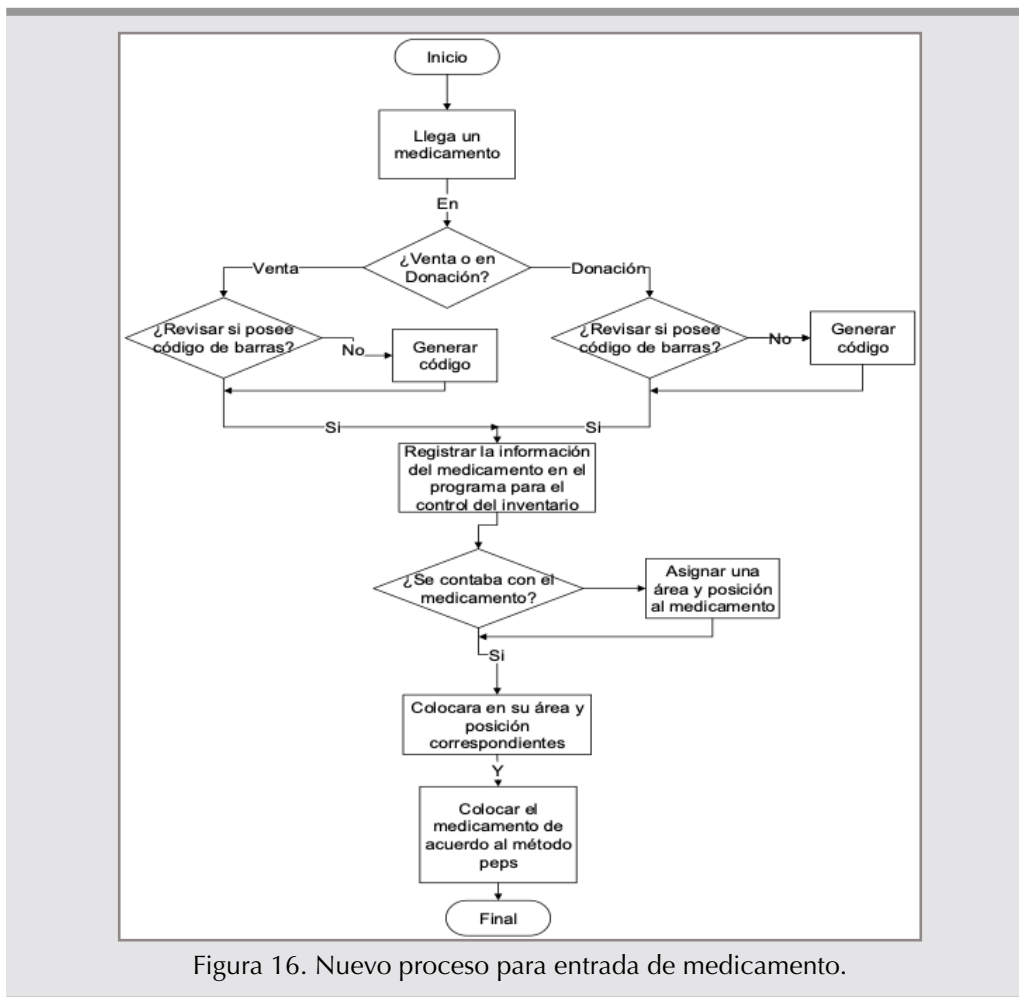 Inicio
Llega un
medicamento
En
¿Venta o en
Donación?
Venta
Donación
¿Revisar si posee
código de barras?
No
Generar
código
¿Revisar si posee
código de barras?
No
Generar
código
Si
Si
Registrar la información
del medicamento en el
programa para el
control del inventario
¿Se contaba con el
medicamento?
Asignar una
área y posición
al medicamento
Si
Colocara en su área y
posición
correspondientes
Y
Colocar el
medicamento de
acuerdo al método
peps
Final
Figura 16. Nuevo proceso para entrada de medicamento.